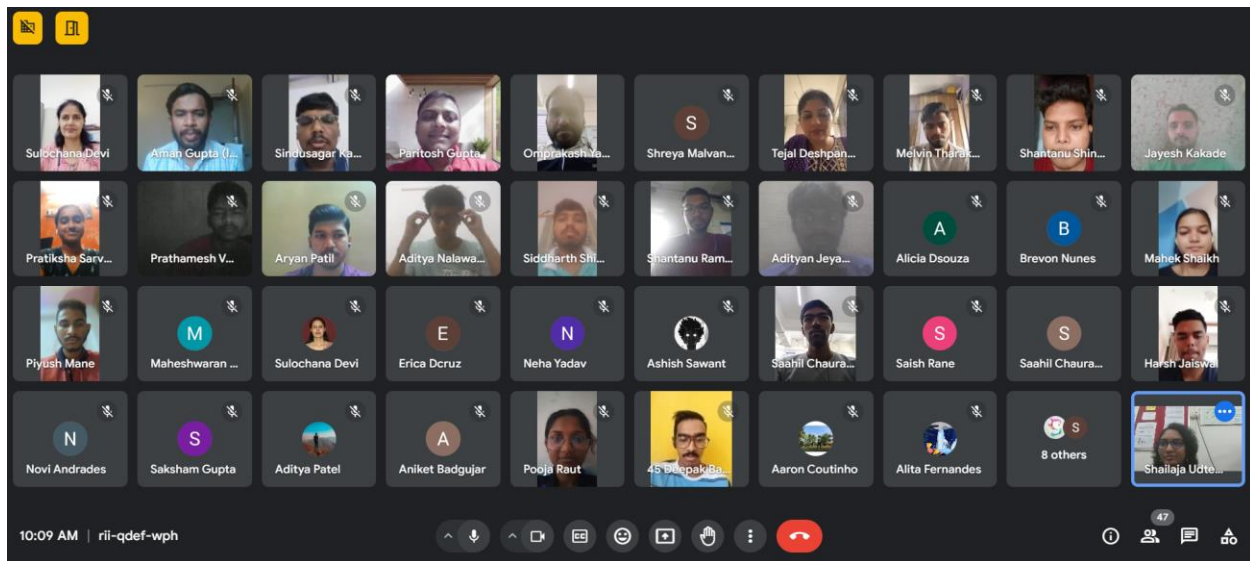 Sulochana Devi
Aman Gupta (I...
Sindusagar Ka...
Paritosh Gupta
Omprakash Ya...
S
Shreya Malvan...
Tejal Deshpan...
Melvin Tharak...
Shantanu Shin...
Jayesh Kakade
Pratiksha Sarv...
Prathamesh V...
Aryan Patil
Aditya Nalawa...
Siddharth Shi...
Shantanu Ram...
Adityan Jeya...
A
Alicia Dsouza
B
Brevon Nunes
Mahek Shaikh
Piyush Mane
M
Maheshwaran ...
Sulochana Devi
E
Erica Dcruz
N
Neha Yadav
Ashish Sawant
Saahil Chaura...
S
Saish Rane
S
Saahil Chaura...
Harsh Jaiswal
N
Novi Andrades
S
Saksham Gupta
Aditya Patel
A
Aniket Badgujar
Pooja Raut
45 Deepak Ba...
Aaron Coutinho
Alita Fernandes
S
8 others
Shailaja Udte...
10:09 AM | rii-qdef-wph
CC
47